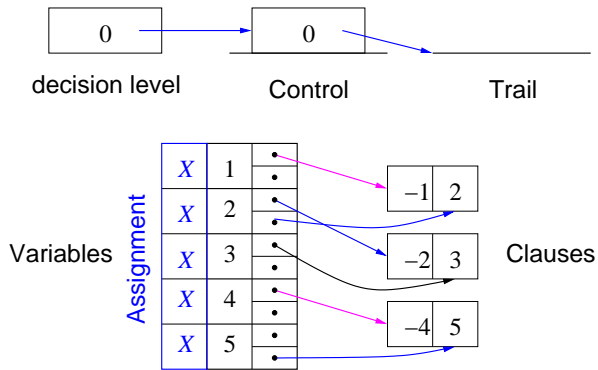 0 0
decision level Control Trail
X 1
X 2
X 3
X 4
X 5
Variables
Assignment
−1 2
−2 3
−4 5
Clauses